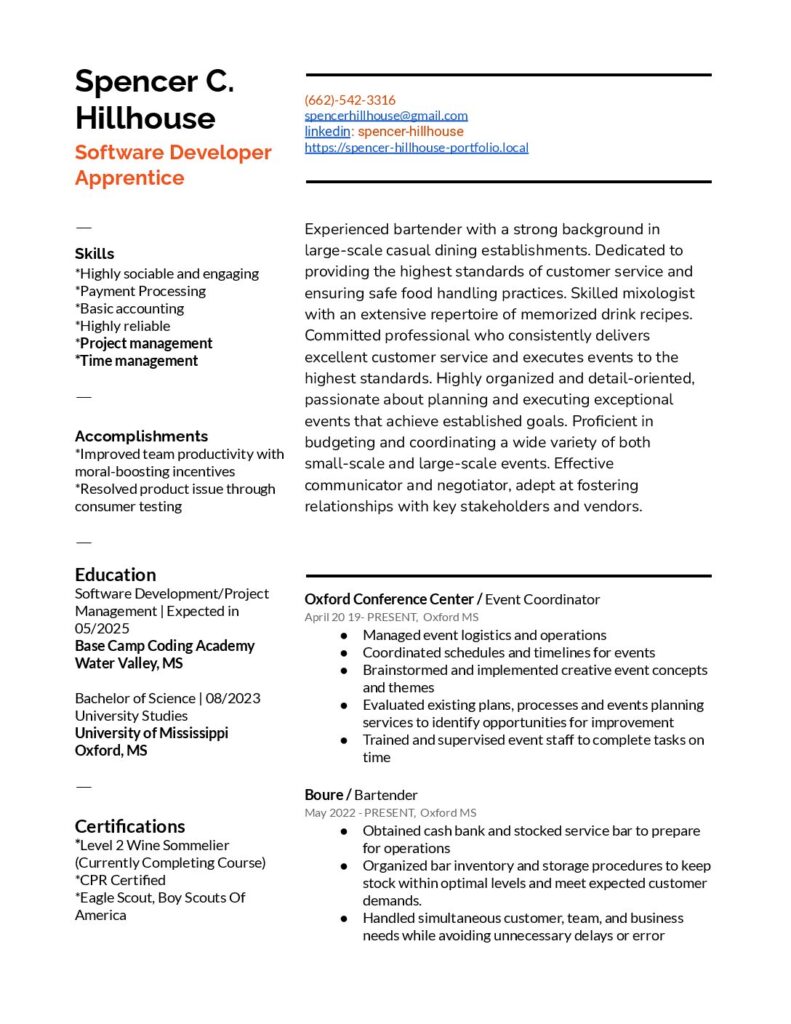 Spencer C.
Hillhouse
Software Developer
Apprentice
(662)-542-3316
spencerhillhouse@gmail.com
linkedin: spencer-hillhouse
https://spencer-hillhouse-portfolio.local
—
Skills
*Highly sociable and engaging
*Payment Processing
*Basic accounting
*Highly reliable
*Project management
*Time management
—
Accomplishments
*Improved team productivity with
moral-boosting incentives
*Resolved product issue through
consumer testing
—
Education
Software Development/Project
Management | Expected in
05/2025
Base Camp Coding Academy
Water Valley, MS
Bachelor of Science | 08/2023
University Studies
University of Mississippi
Oxford, MS
—
Certifications
*Level 2 Wine Sommelier
(Currently Completing Course)
*CPR Certified
*Eagle Scout, Boy Scouts Of
America
Experienced bartender with a strong background in
large-scale casual dining establishments. Dedicated to
providing the highest standards of customer service and
ensuring safe food handling practices. Skilled mixologist
with an extensive repertoire of memorized drink recipes.
Committed professional who consistently delivers
excellent customer service and executes events to the
highest standards. Highly organized and detail-oriented,
passionate about planning and executing exceptional
events that achieve established goals. Proficient in
budgeting and coordinating a wide variety of both
small-scale and large-scale events. Effective
communicator and negotiator, adept at fostering
relationships with key stakeholders and vendors.
Oxford Conference Center / Event Coordinator
April 20 19- PRESENT, Oxford MS
● Managed event logistics and operations
● Coordinated schedules and timelines for events
● Brainstormed and implemented creative event concepts
and themes
● Evaluated existing plans, processes and events planning
services to identify opportunities for improvement
● Trained and supervised event staff to complete tasks on
time
Boure / Bartender
May 2022 - PRESENT, Oxford MS
● Obtained cash bank and stocked service bar to prepare
for operations
● Organized bar inventory and storage procedures to keep
stock within optimal levels and meet expected customer
demands.
● Handled simultaneous customer, team, and business
needs while avoiding unnecessary delays or error